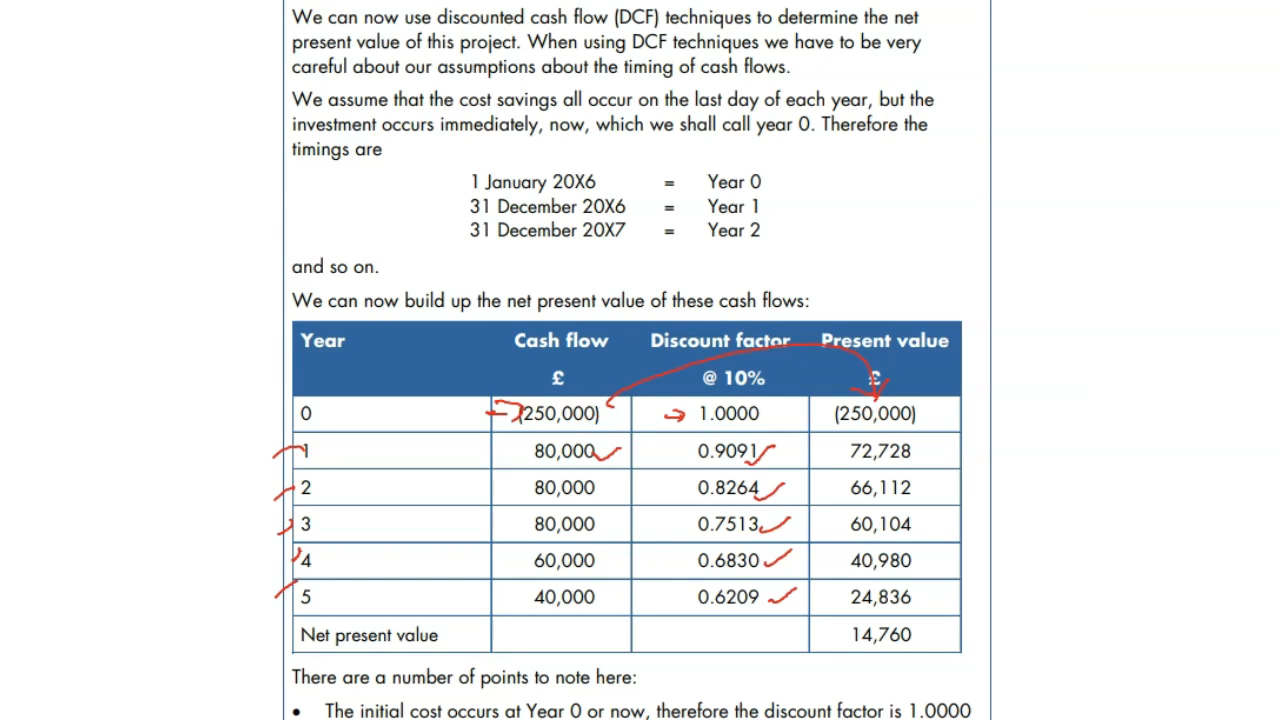 We can now use discounted cash flow (DCF) techniques to determine the net
present value of this project. When using DCF techniques we have to be very
careful about our assumptions about the timing of cash flows.
We assume that the cost savings all occur on the last day of each year, but the
investment occurs immediately, now, which we shall call year 0. Therefore the
timings are
1 January 20X6 = Year 0
31 December 20X6 = Year 1
31 December 20X7 = Year 2
and so on.
We can now build up the net present value of these cash flows:
Year Cash flow Discount factor Present value
£ @ 10% £
0 (250,000) 1.0000 (250,000)
1 80,000 0.9091 72,728
2 80,000 0.8264 66,112
3 80,000 0.7513 60,104
4 60,000 0.6830 40,980
5 40,000 0.6209 24,836
Net present value 14,760
There are a number of points to note here:
• The initial cost occurs at Year 0 or now, therefore the discount factor is 1.0000